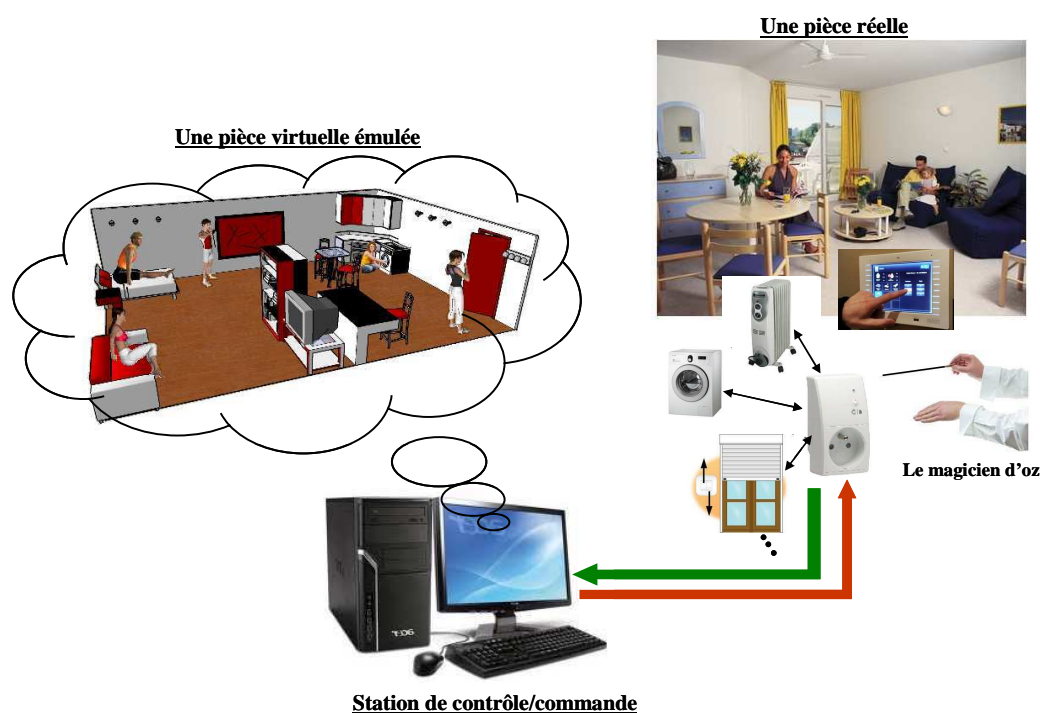 Une pièce réelle
Une pièce virtuelle émulée
Le magicien d'oz
Station de contrôle/commande